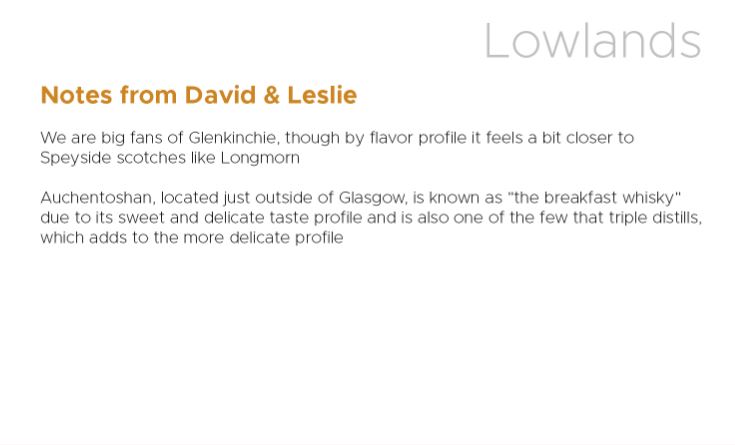 Lowlands
Notes from David & Leslie
We are big fans of Glenkinchie, though by flavor profile it feels a bit closer to
Speyside scotches like Longmorn
Auchentoshan, located just outside of Glasgow, is known as "the breakfast whisky"
due to its sweet and delicate taste profile and is also one of the few that triple distills,
which adds to the more delicate profile